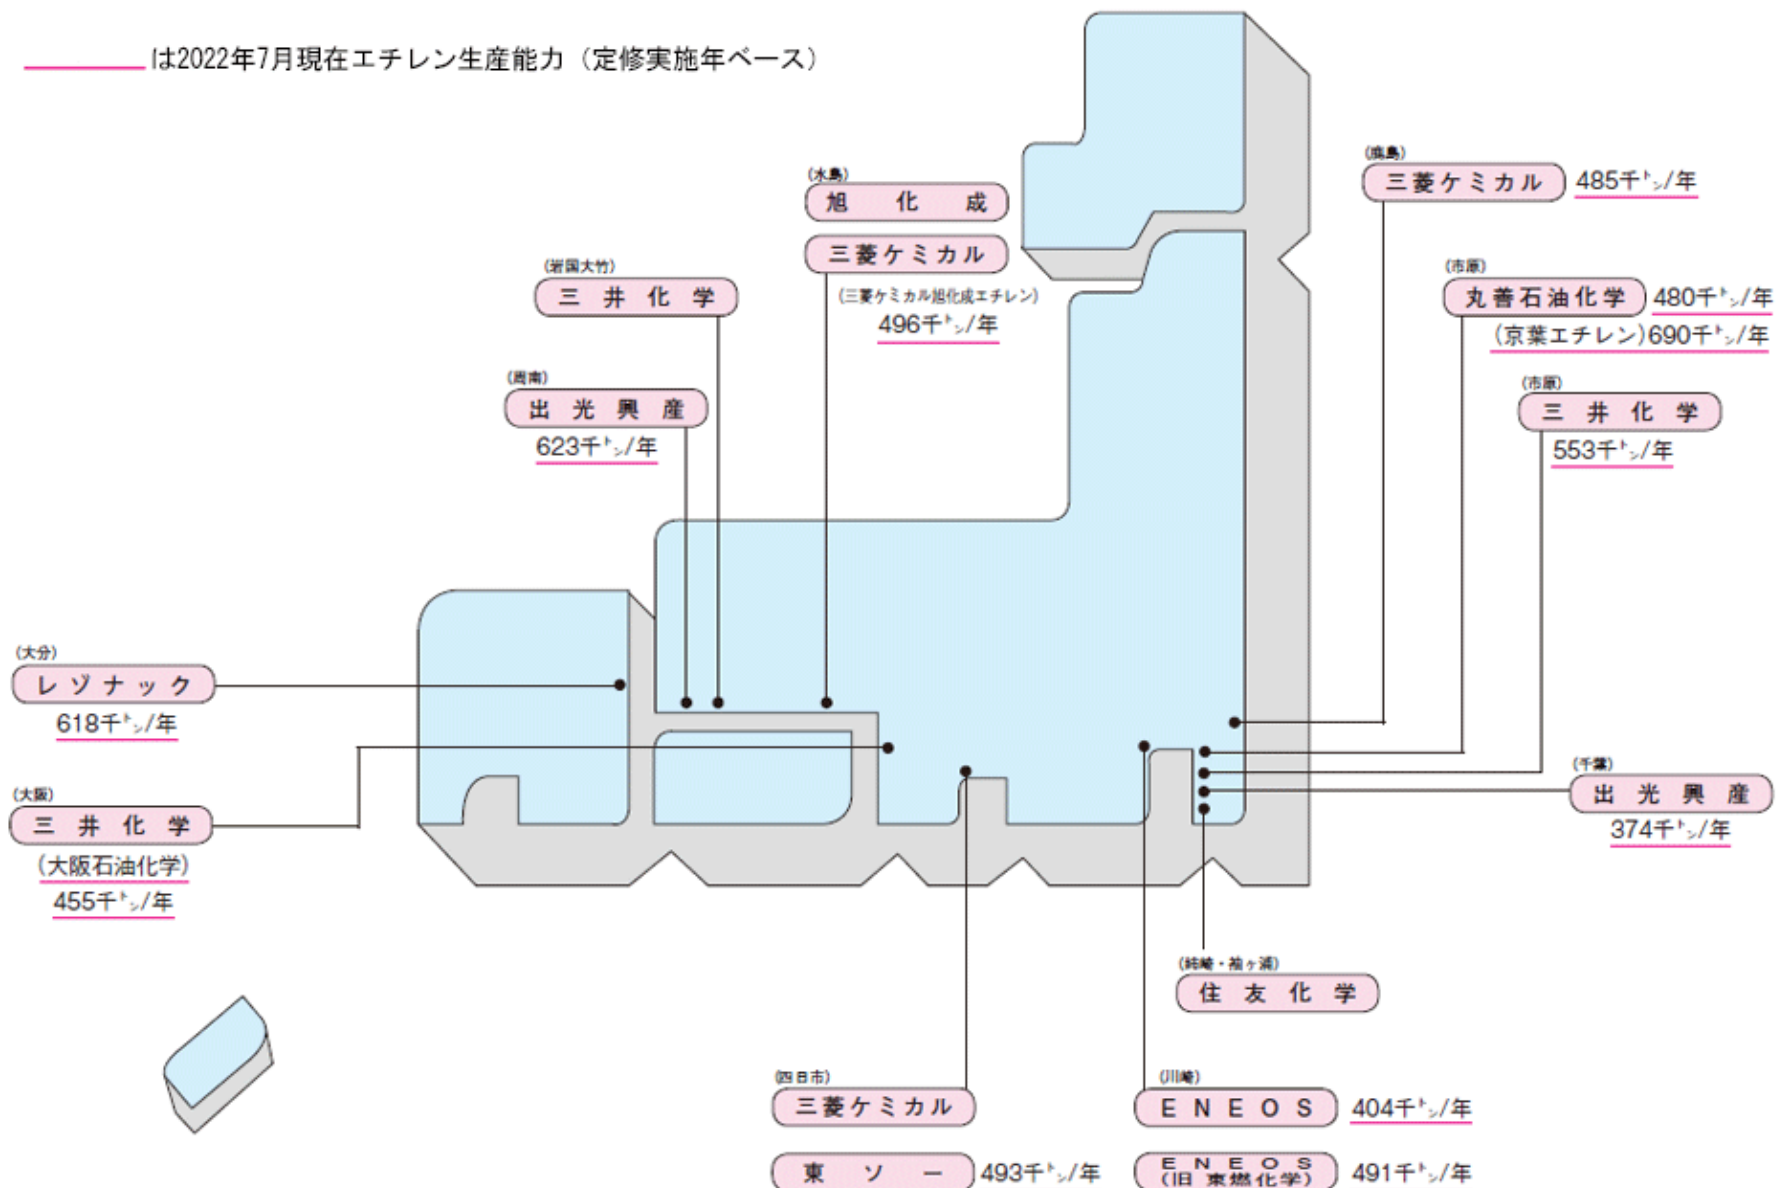 は2022年7月現在エチレン生産能力（定修実施年ベース）
(鹿島)
三菱ケミカル 485千㌧/年
(水島)
旭化成
三菱ケミカル
(三菱ケミカル旭化成エチレン)
496千㌧/年
(岩国大竹)
三井化学
(市原)
丸善石油化学 480千㌧/年
(京葉エチレン)690千㌧/年
(周南)
出光興産
623千㌧/年
(市原)
三井化学
553千㌧/年
(大分)
レゾナック
618千㌧/年
(千葉)
出光興産
374千㌧/年
(大阪)
三井化学
(大阪石油化学)
455千㌧/年
(姉崎・袖ヶ浦)
住友化学
(四日市)
三菱ケミカル
東ソー 493千㌧/年
(川崎)
ENEOS 404千㌧/年
ENEOS
(旧 東燃化学) 491千㌧/年